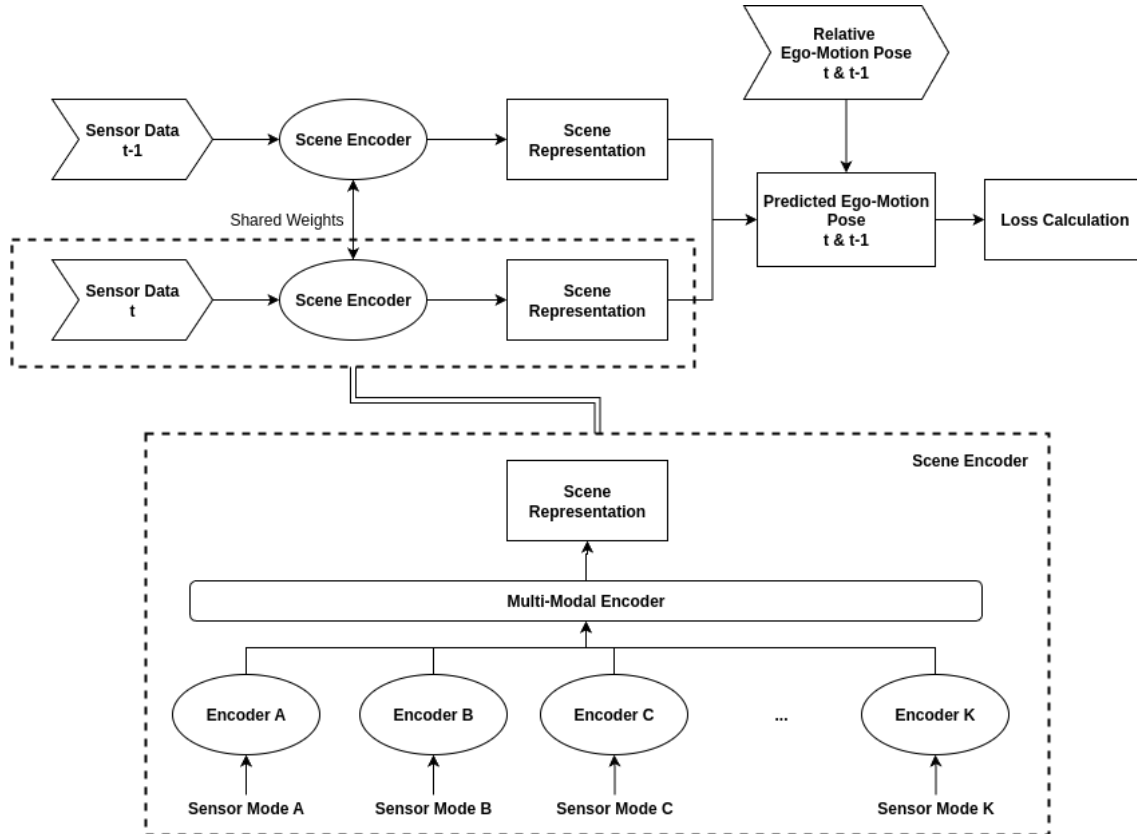 Relative
Ego-Motion Pose
t & t-1
Sensor Data
t-1
Scene Encoder
Scene
Representation
Shared Weights
Predicted Ego-Motion
Pose
t & t-1
Loss Calculation
Sensor Data
t
Scene Encoder
Scene
Representation
Scene Encoder
Scene
Representation
Multi-Modal Encoder
Encoder A
Encoder B
Encoder C
...
Encoder K
Sensor Mode A
Sensor Mode B
Sensor Mode C
Sensor Mode K